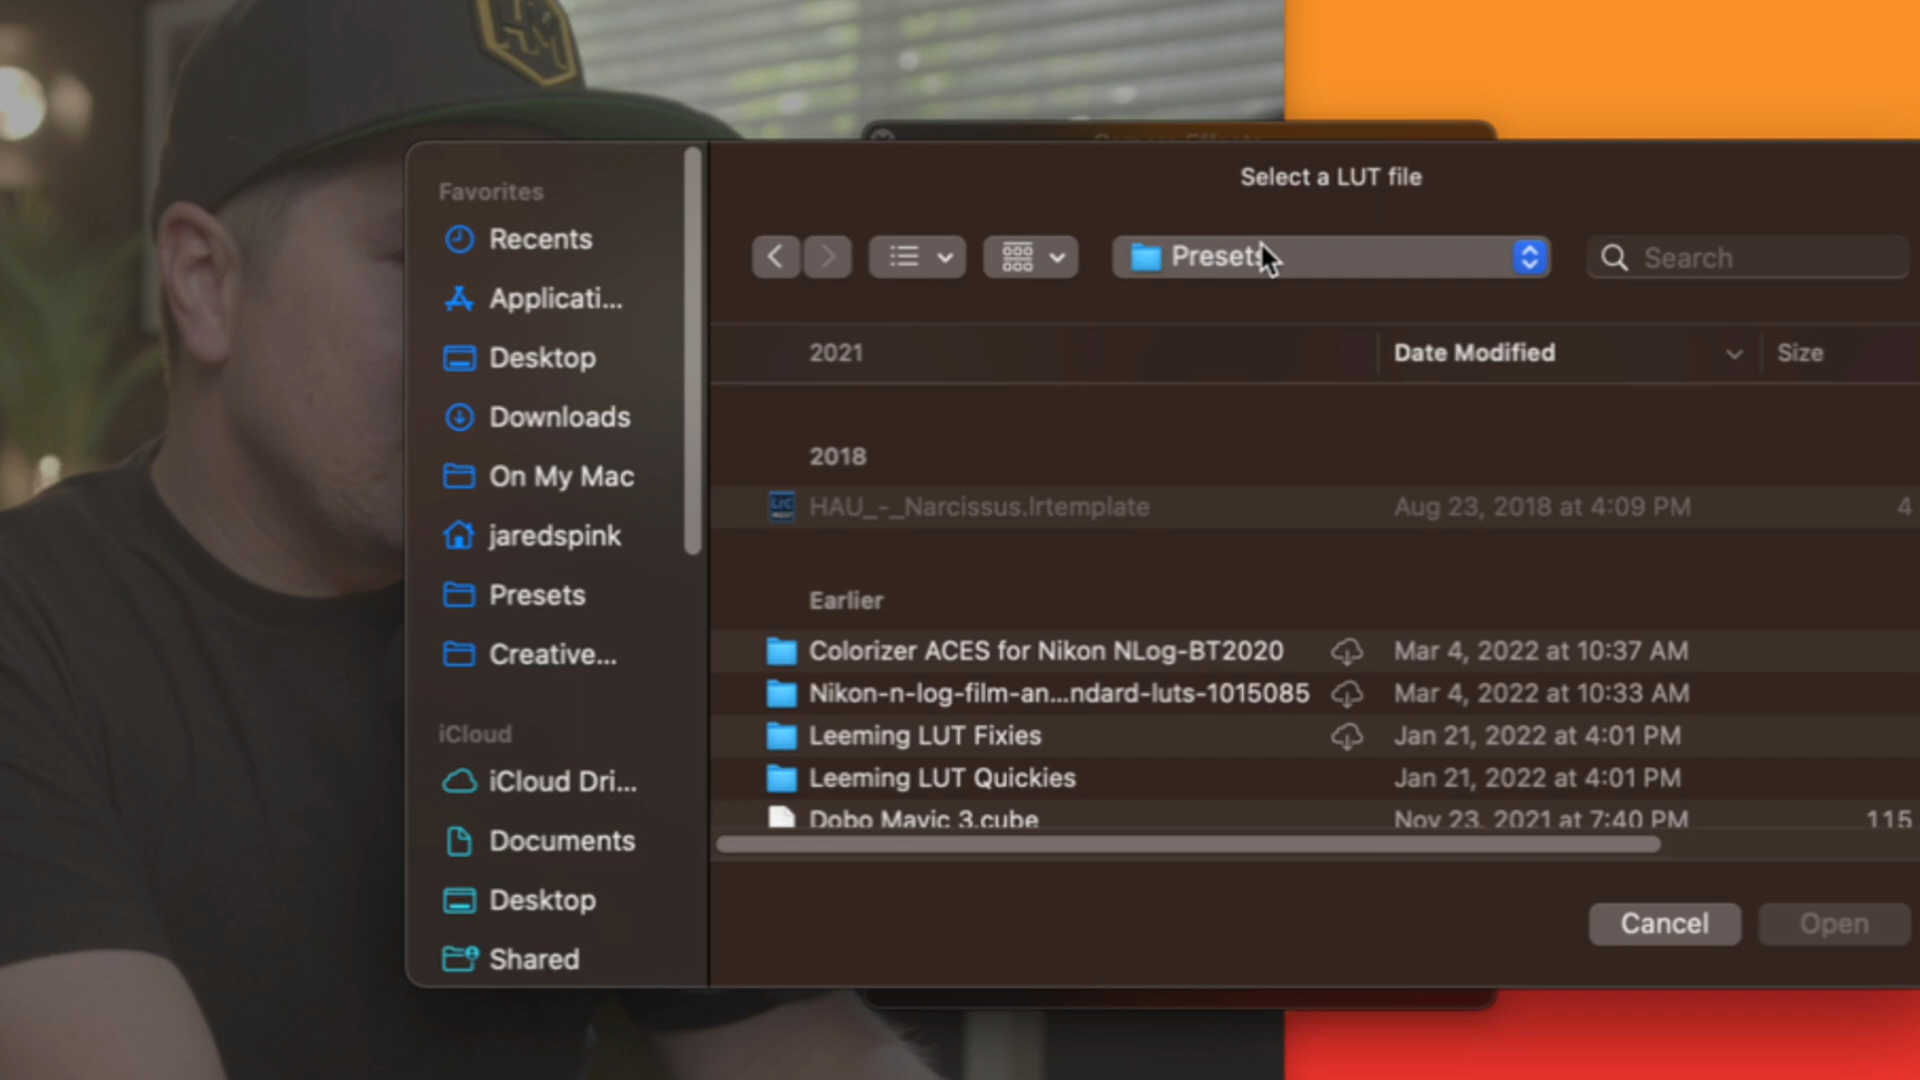 HM
Camera Effects
Select a LUT file
Favorites
Recents
Applicati...
Desktop
Downloads
On My Mac
jaredspink
Presets
Creative...
iCloud
iCloud Dri...
Documents
Desktop
Shared
Presets
Search
2021
Date Modified
Size
2018
HAU_-_Narcissus.lrtemplate
Aug 23, 2018 at 4:09 PM
4
Earlier
Colorizer ACES for Nikon NLog-BT2020
Mar 4, 2022 at 10:37 AM
Nikon-n-log-film-an...ndard-luts-1015085
Mar 4, 2022 at 10:33 AM
Leeming LUT Fixies
Jan 21, 2022 at 4:01 PM
Leeming LUT Quickies
Jan 21, 2022 at 4:01 PM
Dobo Mavic 3.cube
Nov 23, 2021 at 7:40 PM
115
Cancel
Open